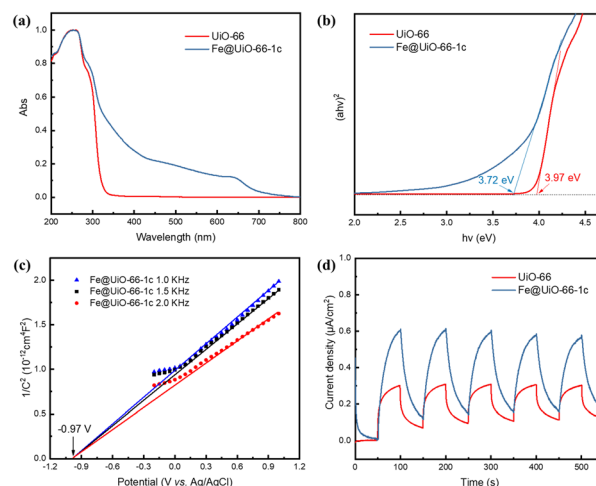 (a)
UiO-66
Fe@UiO-66-1c
1.0
0.8
0.6
0.4
0.2
0.0
Abs
200 300 400 500 600 700 800
Wavelength (nm)
(b)
UiO-66
Fe@UiO-66-1c
(ahv)²
3.72 eV
3.97 eV
2.0 2.5 3.0 3.5 4.0 4.5
hv (eV)
(c)
Fe@UiO-66-1c 1.0 KHz
Fe@UiO-66-1c 1.5 KHz
Fe@UiO-66-1c 2.0 KHz
2.0
1.5
1.0
0.5
0.0
1/C² (10⁻¹²cm⁴F²)
-0.97 V
-1.2 -0.9 -0.6 -0.3 0.0 0.3 0.6 0.9 1.2
Potential (V vs. Ag/AgCl)
(d)
UiO-66
Fe@UiO-66-1c
0.8
0.6
0.4
0.2
0.0
Current density (μA/cm²)
0 100 200 300 400 500
Time (s)